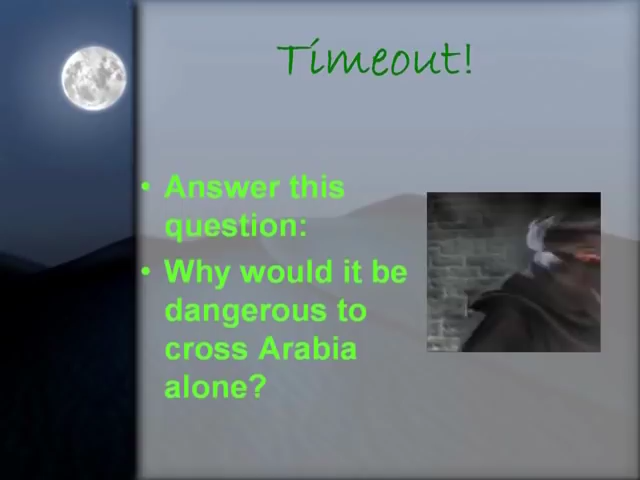 Timeout!
• Answer this
question:
• Why would it be
dangerous to
cross Arabia
alone?